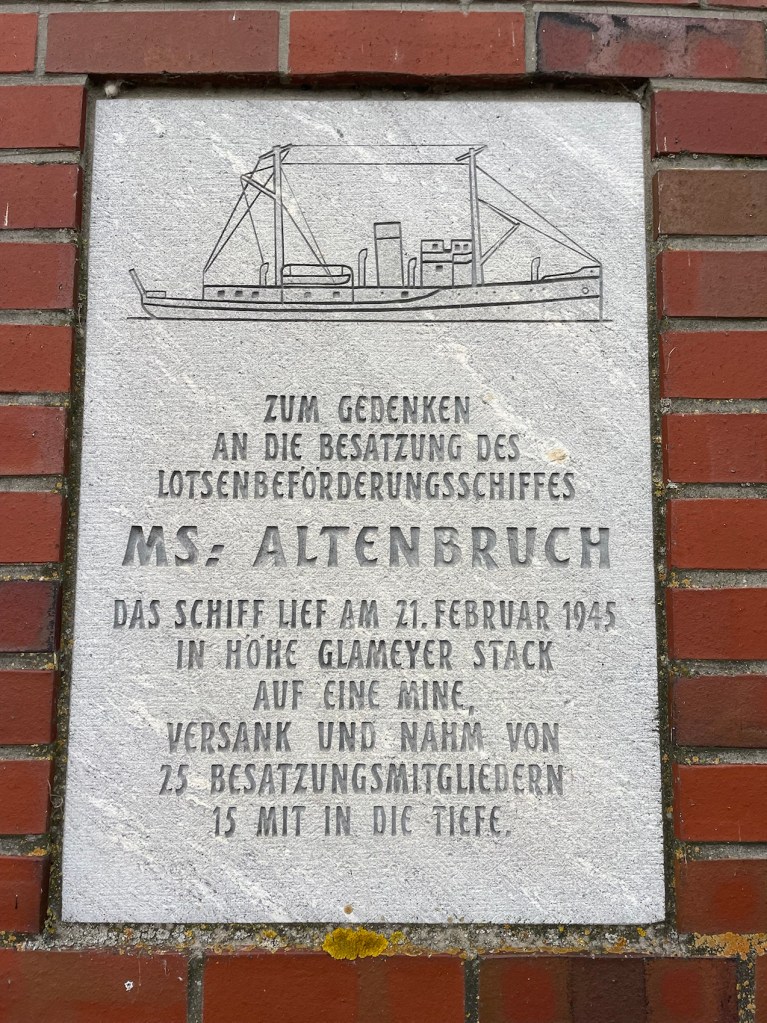 ZUM GEDENKEN
AN DIE BESATZUNG DES
LOTSENBEFÖRDERUNGSSCHIFFES
MS.- ALTENBRUCH
DAS SCHIFF LIEF AM 21. FEBRUAR 1945
IN HÖHE GLAMEYER STACK
AUF EINE MINE,
VERSANK UND NAHM VON
25 BESATZUNGSMITGLIEDERN
15 MIT IN DIE TIEFE.